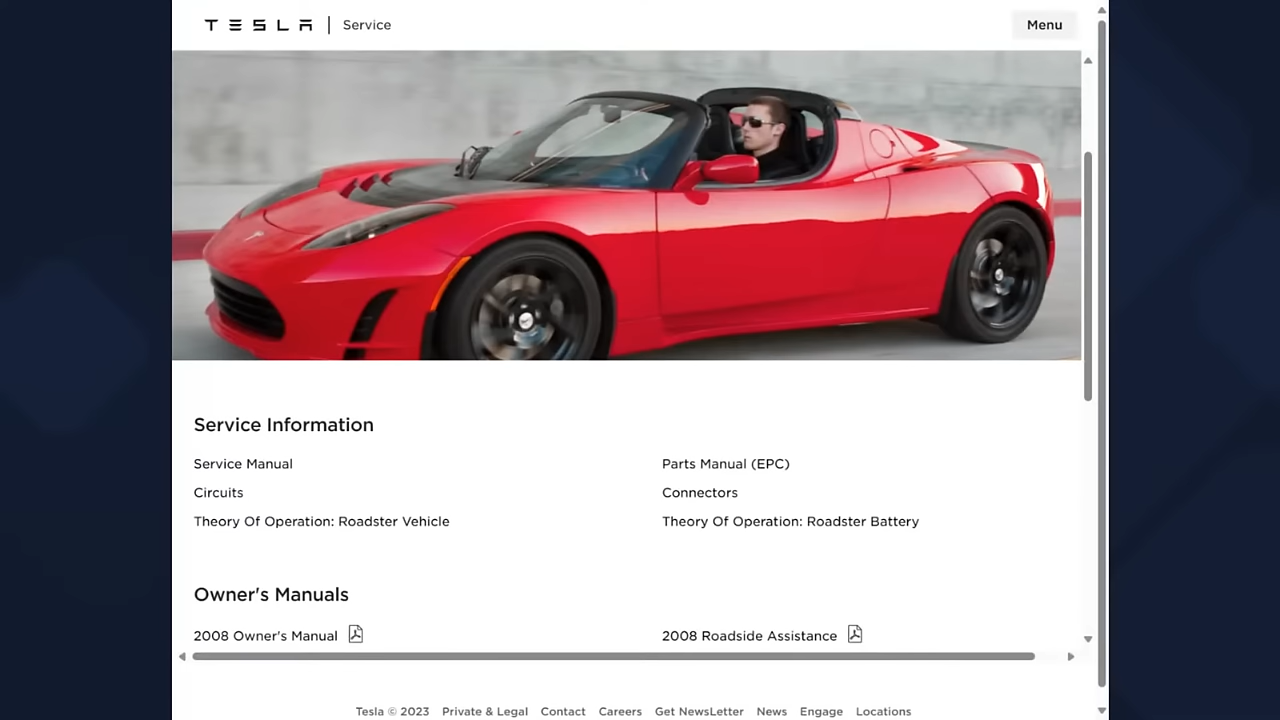 TESLA | Service
Menu
Service Information
Service Manual
Parts Manual (EPC)
Circuits
Connectors
Theory Of Operation: Roadster Vehicle
Theory Of Operation: Roadster Battery
Owner's Manuals
2008 Owner's Manual
2008 Roadside Assistance
Tesla © 2023 Private & Legal Contact Careers Get NewsLetter News Engage Locations